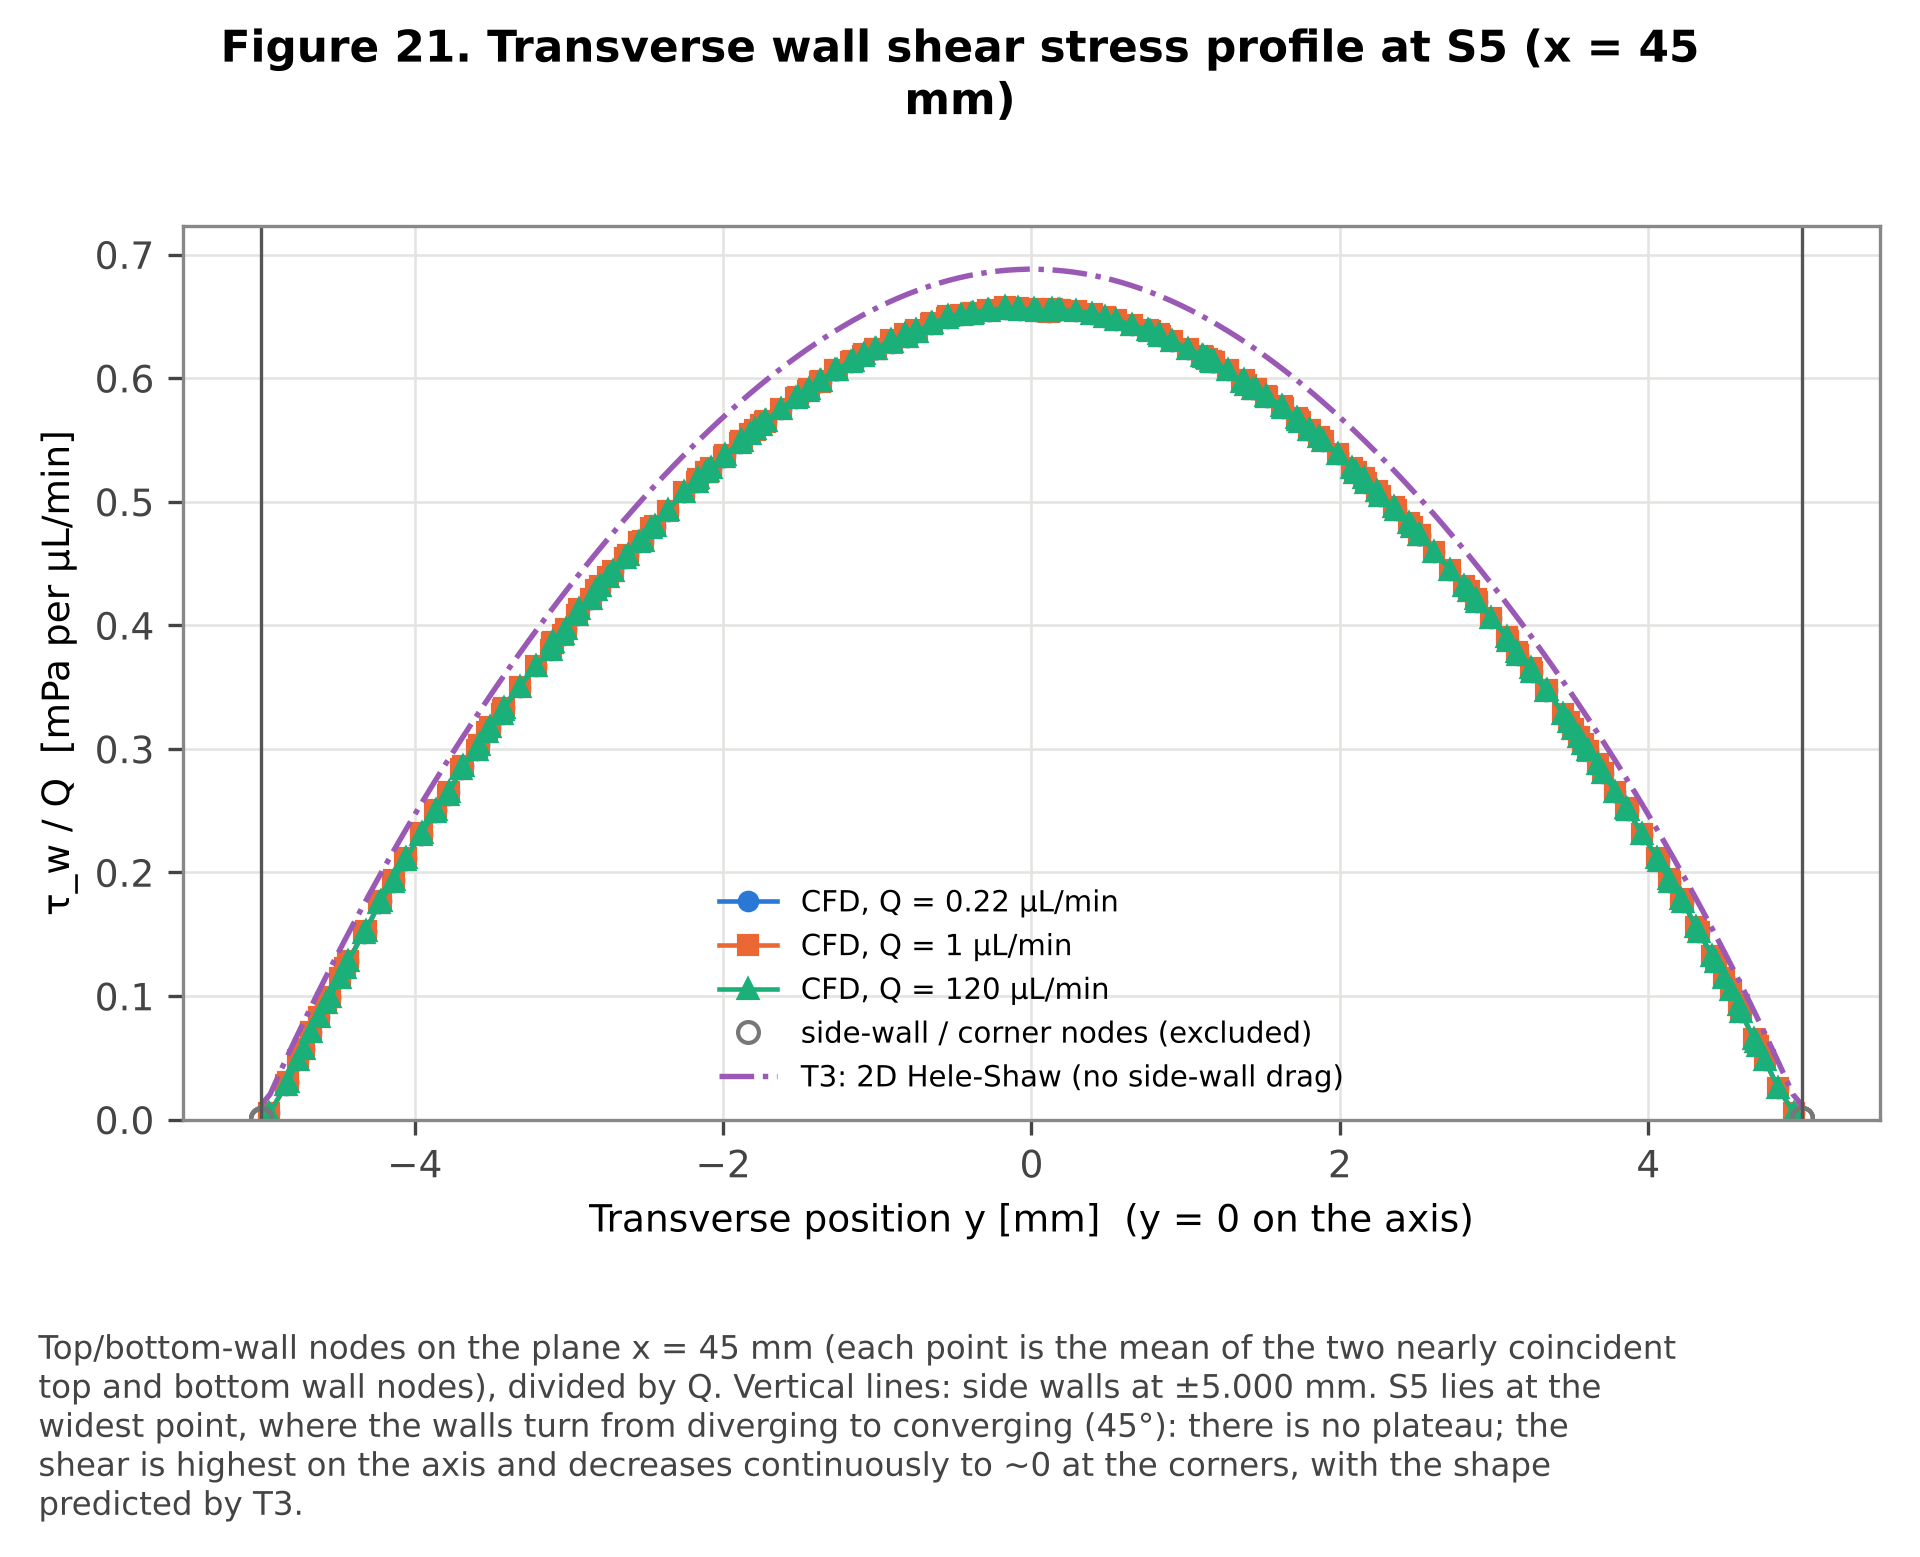 Figure 21. Transverse wall shear stress profile at S5 (x = 45
mm)
τ_w / Q  [mPa per µL/min]
0.7
0.6
0.5
0.4
0.3
0.2
0.1
0.0
CFD, Q = 0.22 µL/min
CFD, Q = 1 µL/min
CFD, Q = 120 µL/min
side-wall / corner nodes (excluded)
T3: 2D Hele-Shaw (no side-wall drag)
−4 −2 0 2 4
Transverse position y [mm]  (y = 0 on the axis)
Top/bottom-wall nodes on the plane x = 45 mm (each point is the mean of the two nearly coincident
top and bottom wall nodes), divided by Q. Vertical lines: side walls at ±5.000 mm. S5 lies at the
widest point, where the walls turn from diverging to converging (45°): there is no plateau; the
shear is highest on the axis and decreases continuously to ~0 at the corners, with the shape
predicted by T3.